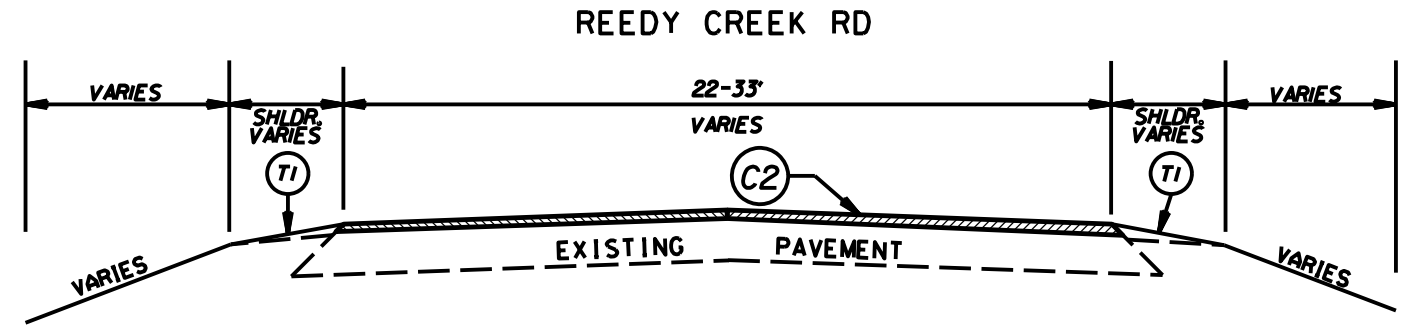 REEDY CREEK RD
VARIES
22-33'
VARIES
SHLDR.
VARIES
VARIES
SHLDR.
VARIES
T1
C2
T1
EXISTING PAVEMENT
VARIES
VARIES